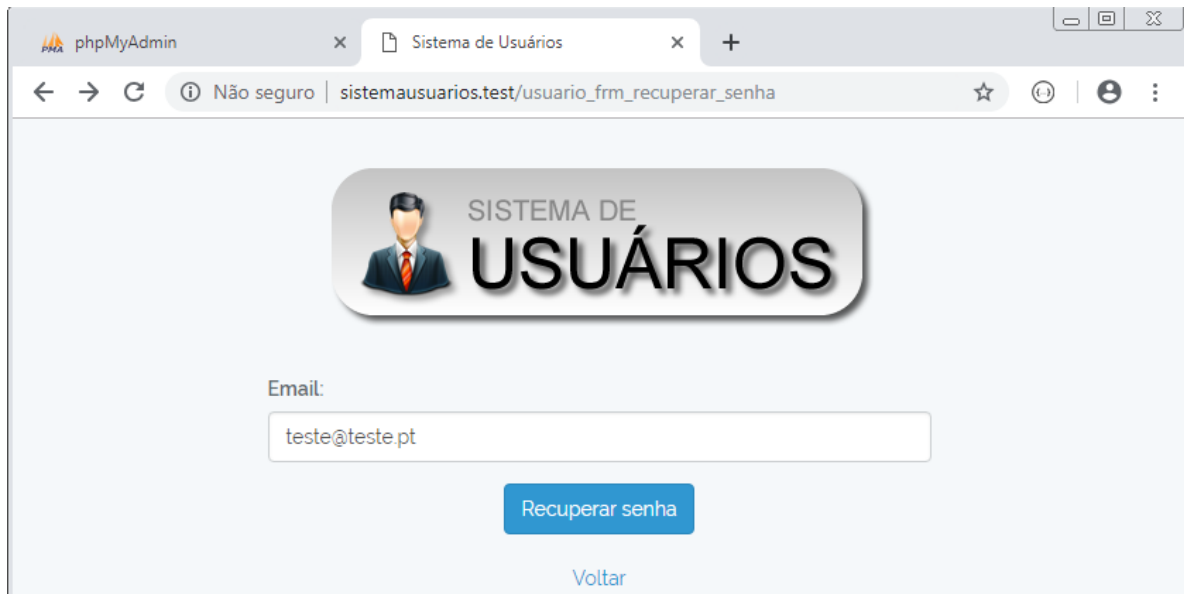 phpMyAdmin
Sistema de Usuários
Não seguro sistemausuarios.test/usuario_frm_recuperar_senha
SISTEMA DE
USUÁRIOS
Email:
teste@teste.pt
Recuperar senha
Voltar